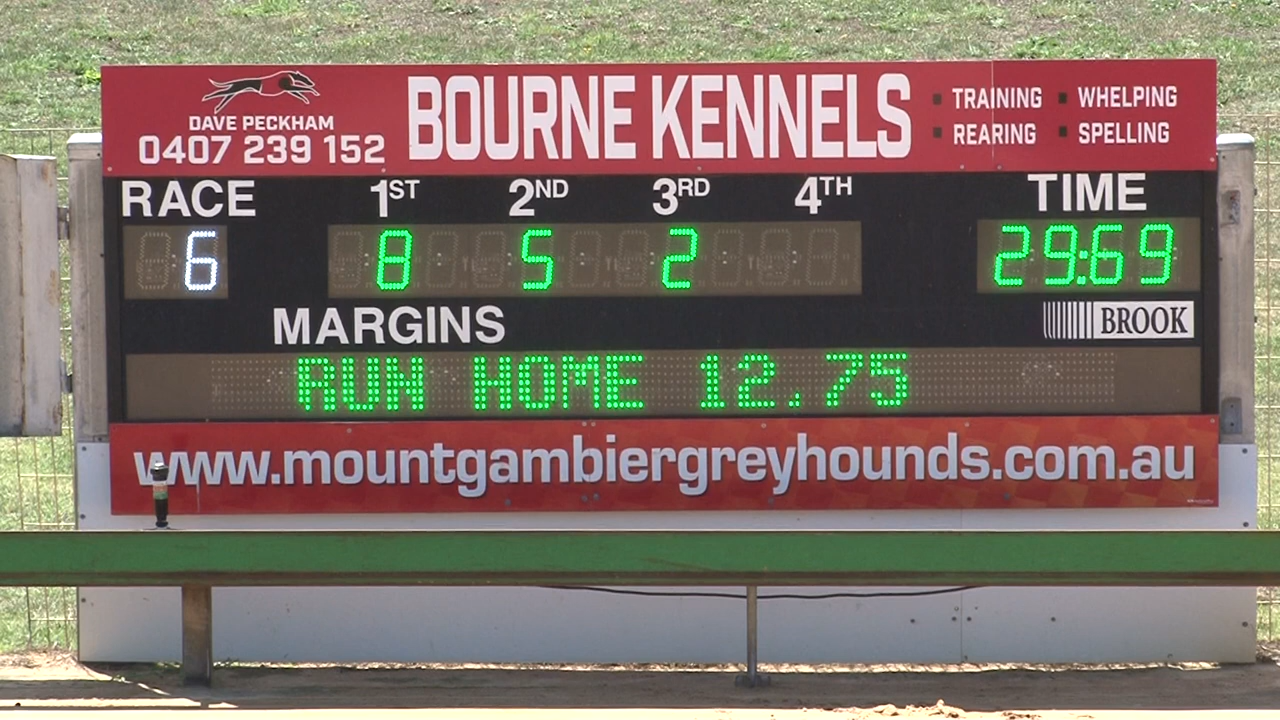 DAVE PECKHAM
0407 239 152
BOURNE KENNELS
TRAINING WHELPING
REARING SPELLING
RACE 1ST 2ND 3RD 4TH TIME
6 8 5 2 29:69
MARGINS
BROOK
RUN HOME 12.75
www.mountgambiergreyhounds.com.au